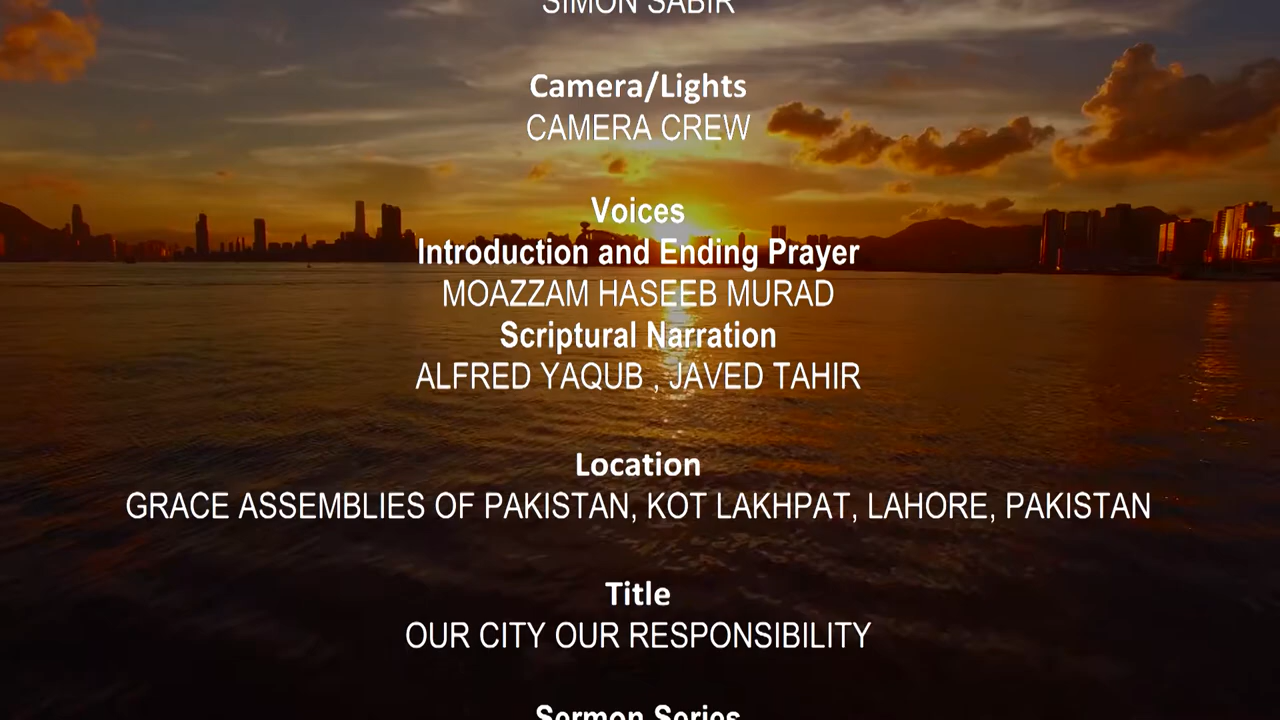 SIMON SABIR
Camera/Lights
CAMERA CREW
Voices
Introduction and Ending Prayer
MOAZZAM HASEEB MURAD
Scriptural Narration
ALFRED YAQUB , JAVED TAHIR
Location
GRACE ASSEMBLIES OF PAKISTAN, KOT LAKHPAT, LAHORE, PAKISTAN
Title
OUR CITY OUR RESPONSIBILITY
Sermon Series